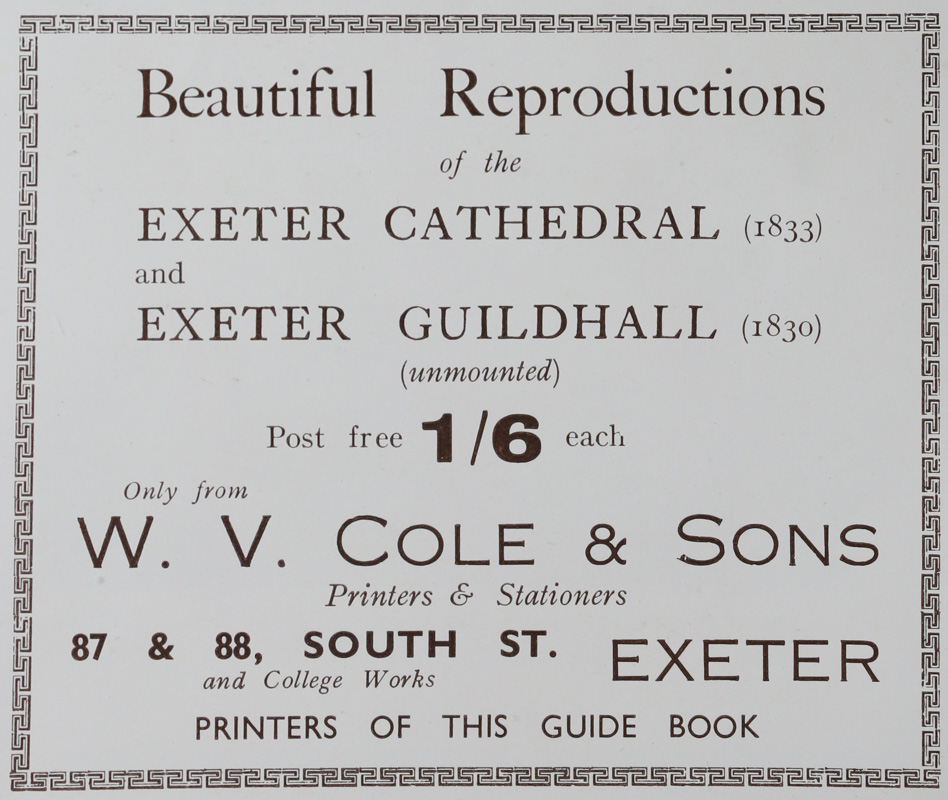 Beautiful Reproductions
of the
EXETER CATHEDRAL (1833)
and
EXETER GUILDHALL (1830)
(unmounted)
Post free 1/6 each
Only from
W. V. COLE & SONS
Printers & Stationers
87 & 88, SOUTH ST. EXETER
and College Works
PRINTERS OF THIS GUIDE BOOK